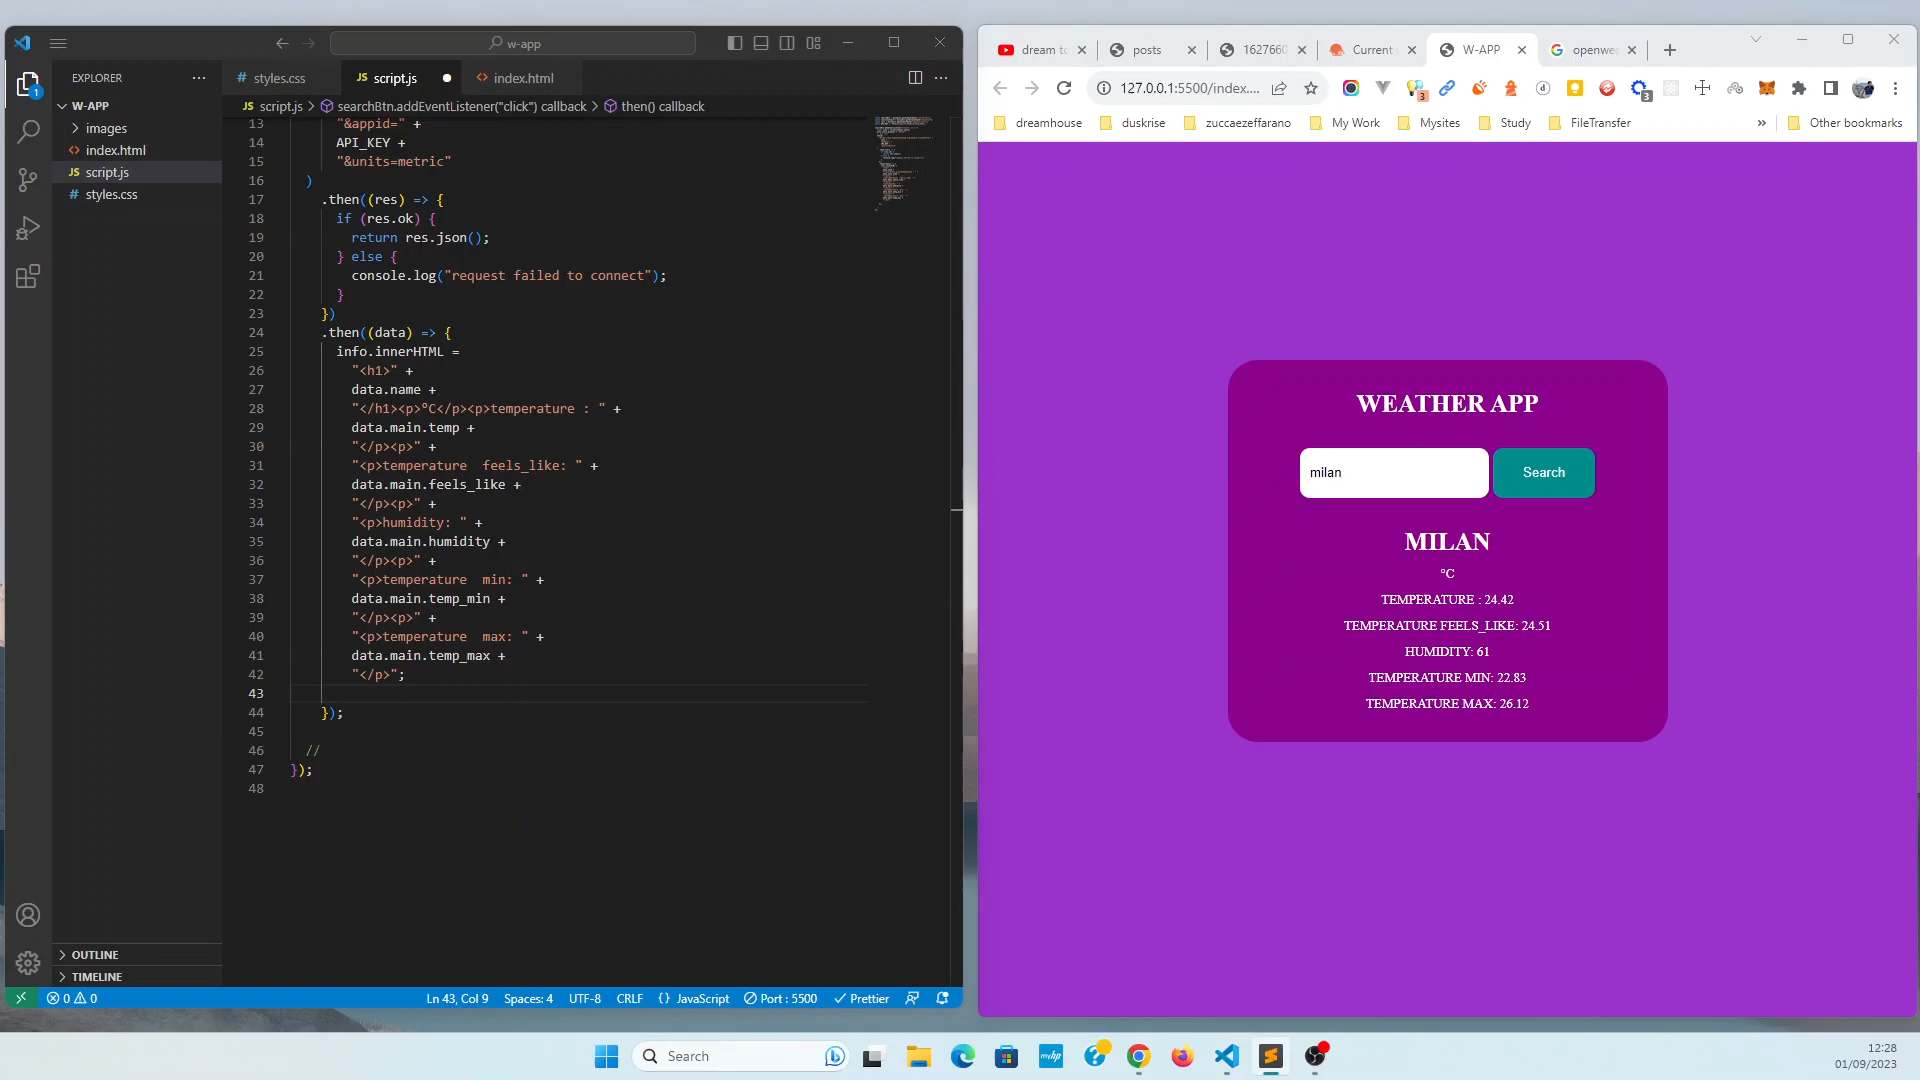 w-app
EXPLORER
W-APP
images
index.html
script.js
styles.css
OUTLINE
TIMELINE
styles.css
script.js
index.html
script.js > searchBtn.addEventListener("click") callback > then() callback
13 "&appid=" +
14 API_KEY +
15 "&units=metric"
16 )
17 .then((res) => {
18 if (res.ok) {
19 return res.json();
20 } else {
21 console.log("request failed to connect");
22 }
23 })
24 .then((data) => {
25 info.innerHTML =
26 "<h1>" +
27 data.name +
28 "</h1><p>°C</p><p>temperature : " +
29 data.main.temp +
30 "</p><p>" +
31 "<p>temperature  feels_like: " +
32 data.main.feels_like +
33 "</p><p>" +
34 "<p>humidity: " +
35 data.main.humidity +
36 "</p><p>" +
37 "<p>temperature  min: " +
38 data.main.temp_min +
39 "</p><p>" +
40 "<p>temperature  max: " +
41 data.main.temp_max +
42 "</p>";
43
44 });
45
46 //
47 });
48
0 0
Ln 43, Col 9
Spaces: 4
UTF-8
CRLF
{} JavaScript
Port : 5500
Prettier
dream to
posts
1627660
Current
W-APP
openwe
127.0.0.1:5500/index....
3
3
dreamhouse
duskrise
zuccaezeffarano
My Work
Mysites
Study
FileTransfer
»
Other bookmarks
WEATHER APP
milan
Search
MILAN
°C
TEMPERATURE : 24.42
TEMPERATURE FEELS_LIKE: 24.51
HUMIDITY: 61
TEMPERATURE MIN: 22.83
TEMPERATURE MAX: 26.12
Search
myhp
12:28
01/09/2023